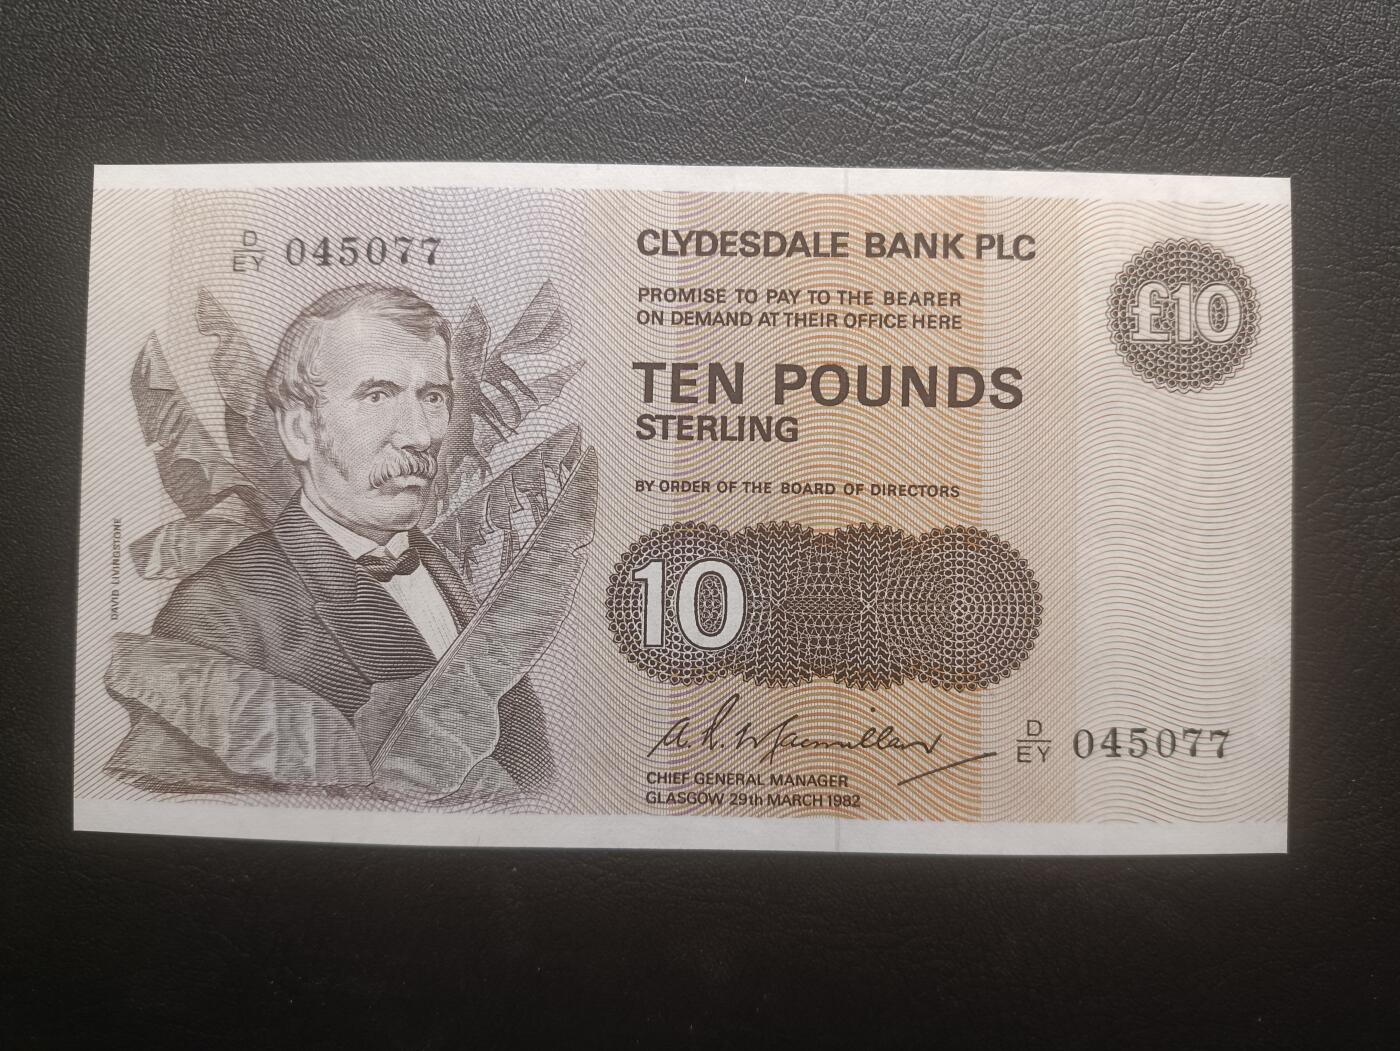 D
EY 045077
CLYDESDALE BANK PLC
£10
PROMISE TO PAY TO THE BEARER
ON DEMAND AT THEIR OFFICE HERE
TEN POUNDS
STERLING
BY ORDER OF THE BOARD OF DIRECTORS
DAVID LIVINGSTONE
10
A. R. Macmillan
D
EY 045077
CHIEF GENERAL MANAGER
GLASGOW 29th MARCH 1982